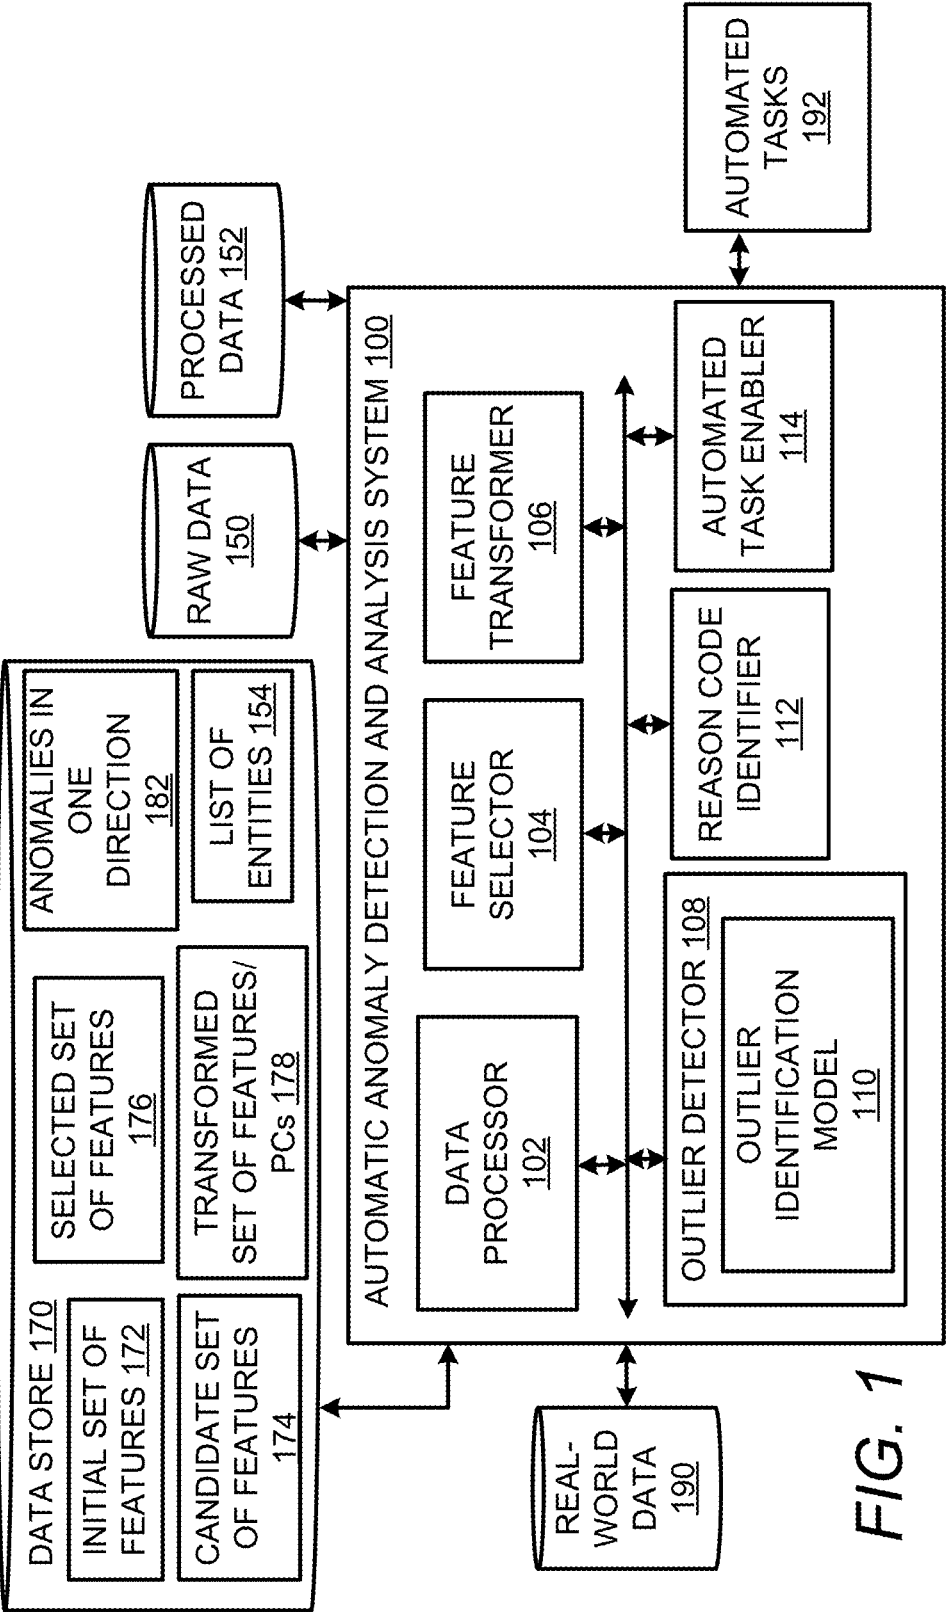 DATA STORE 170
INITIAL SET OF
FEATURES 172
SELECTED SET
OF FEATURES
176
ANOMALIES IN
ONE
DIRECTION
182
CANDIDATE SET
OF FEATURES
174
TRANSFORMED
SET OF FEATURES/
PCs 178
LIST OF
ENTITIES 154
RAW DATA
150
PROCESSED
DATA 152
AUTOMATIC ANOMALY DETECTION AND ANALYSIS SYSTEM 100
DATA
PROCESSOR
102
FEATURE
SELECTOR
104
FEATURE
TRANSFORMER
106
REAL-
WORLD
DATA
190
OUTLIER DETECTOR 108
OUTLIER
IDENTIFICATION
MODEL
110
REASON CODE
IDENTIFIER
112
AUTOMATED
TASK ENABLER
114
AUTOMATED
TASKS
192
FIG. 1